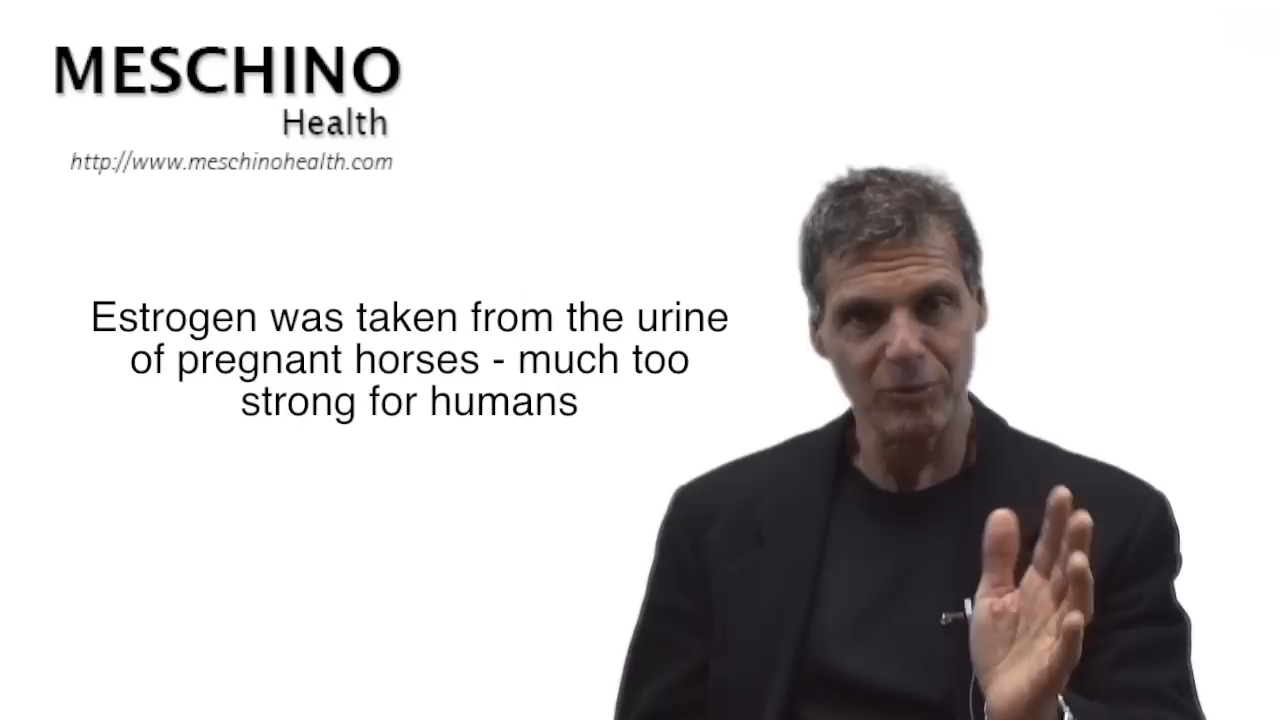 MESCHINO
Health
http://www.meschinohealth.com
Estrogen was taken from the urine
of pregnant horses - much too
strong for humans